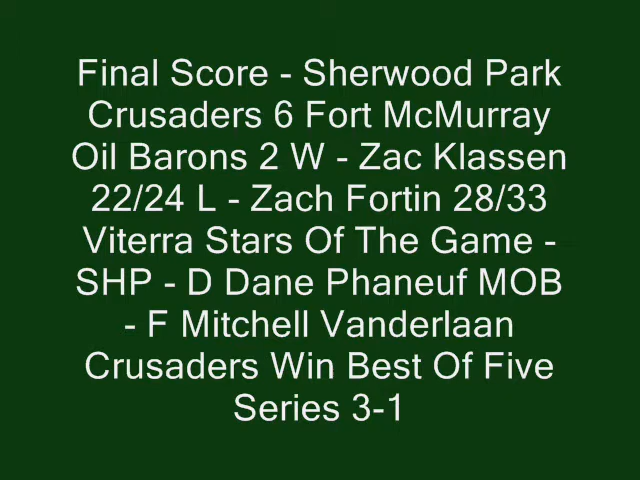 Final Score - Sherwood Park
Crusaders 6 Fort McMurray
Oil Barons 2 W - Zac Klassen
22/24 L - Zach Fortin 28/33
Viterra Stars Of The Game -
SHP - D Dane Phaneuf MOB
- F Mitchell Vanderlaan
Crusaders Win Best Of Five
Series 3-1